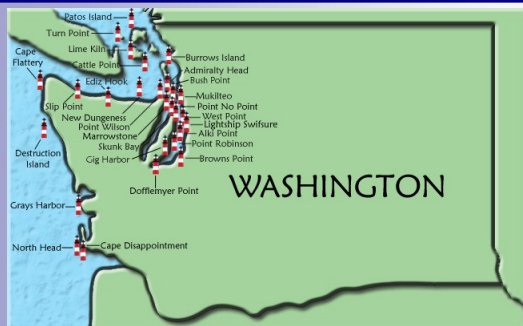 Patos Island
Turn Point
Lime Kiln
Cattle Point
Cape
Flattery
Ediz Hook
Burrows Island
Admiralty Head
Bush Point
Slip Point
Mukilteo
New Dungeness
Point No Point
Point Wilson
West Point
Marrowstone
Lightship Swifsure
Skunk Bay
Alki Point
Gig Harbor
Point Robinson
Browns Point
Destruction
Island
Dofflemyer Point
WASHINGTON
Grays Harbor
North Head
Cape Disappointment